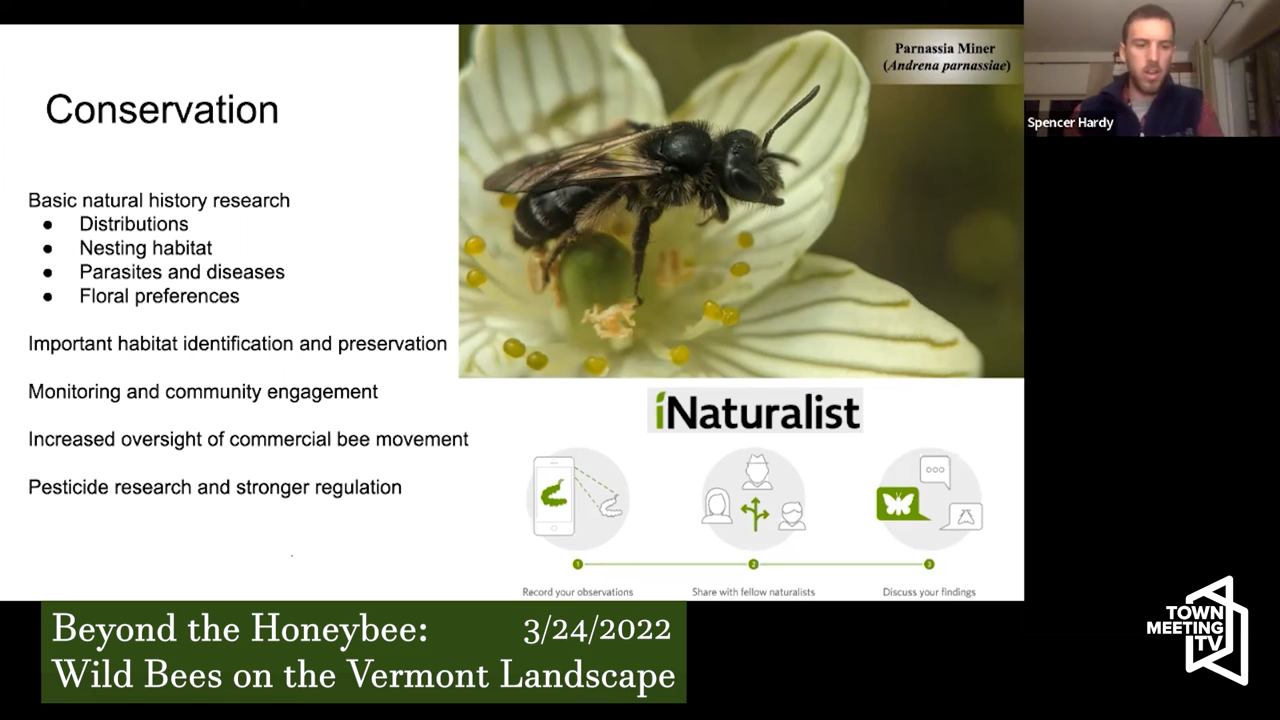 Conservation
Basic natural history research
● Distributions
● Nesting habitat
● Parasites and diseases
● Floral preferences
Important habitat identification and preservation
Monitoring and community engagement
Increased oversight of commercial bee movement
Pesticide research and stronger regulation
Parnassia Miner
(Andrena parnassiae)
iNaturalist
1
2
3
Record your observations
Share with fellow naturalists
Discuss your findings
Spencer Hardy
Beyond the Honeybee: 3/24/2022
Wild Bees on the Vermont Landscape
TOWN
MEETING
TV